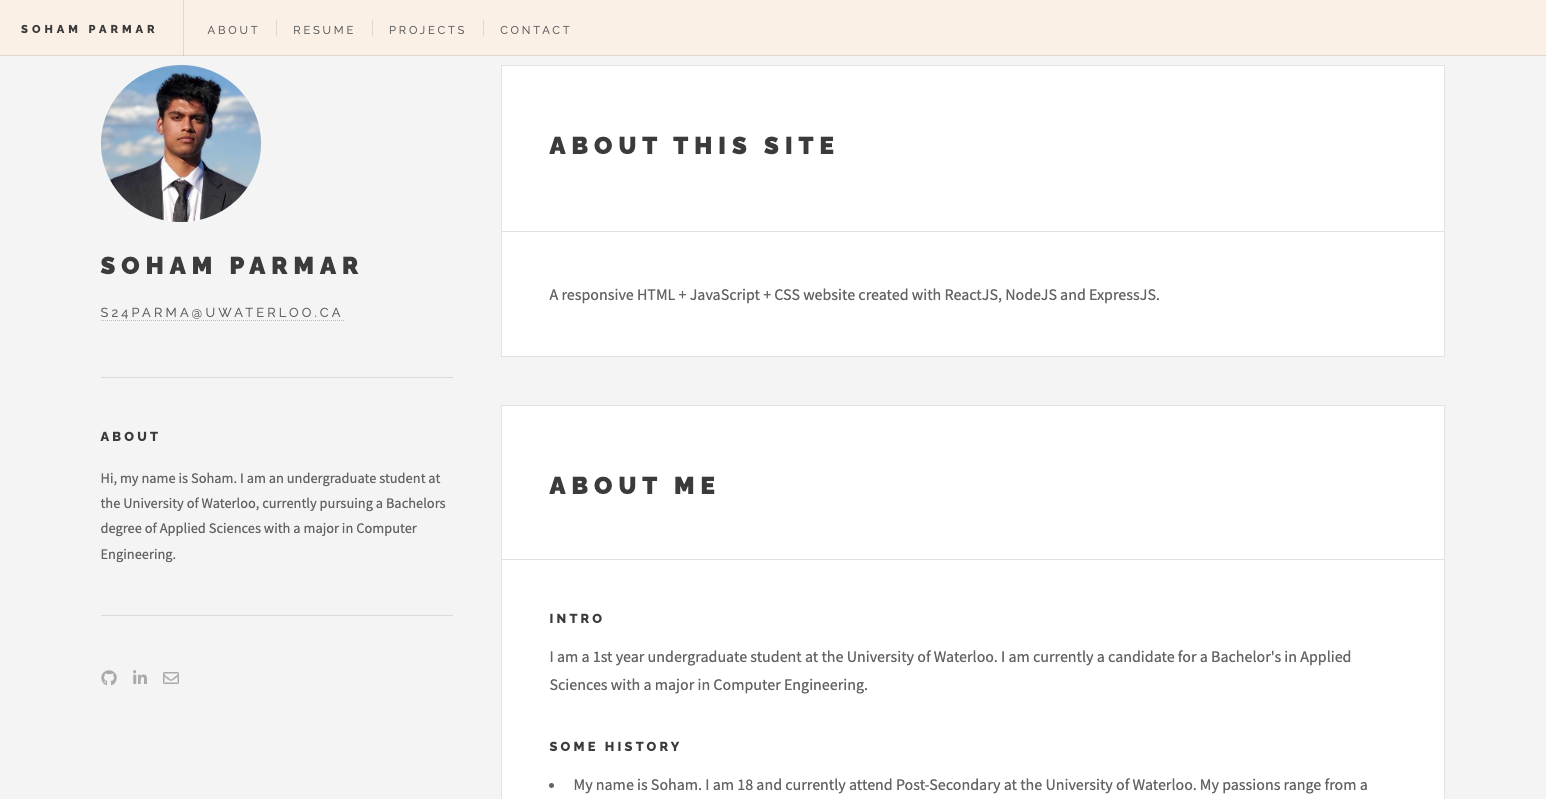 SOHAM PARMAR
ABOUT
RESUME
PROJECTS
CONTACT
SOHAM PARMAR
S24PARMA@UWATERLOO.CA
ABOUT
Hi, my name is Soham. I am an undergraduate student at
the University of Waterloo, currently pursuing a Bachelors
degree of Applied Sciences with a major in Computer
Engineering.
ABOUT THIS SITE
A responsive HTML + JavaScript + CSS website created with ReactJS, NodeJS and ExpressJS.
ABOUT ME
INTRO
I am a 1st year undergraduate student at the University of Waterloo. I am currently a candidate for a Bachelor's in Applied
Sciences with a major in Computer Engineering.
SOME HISTORY
• My name is Soham. I am 18 and currently attend Post-Secondary at the University of Waterloo. My passions range from a